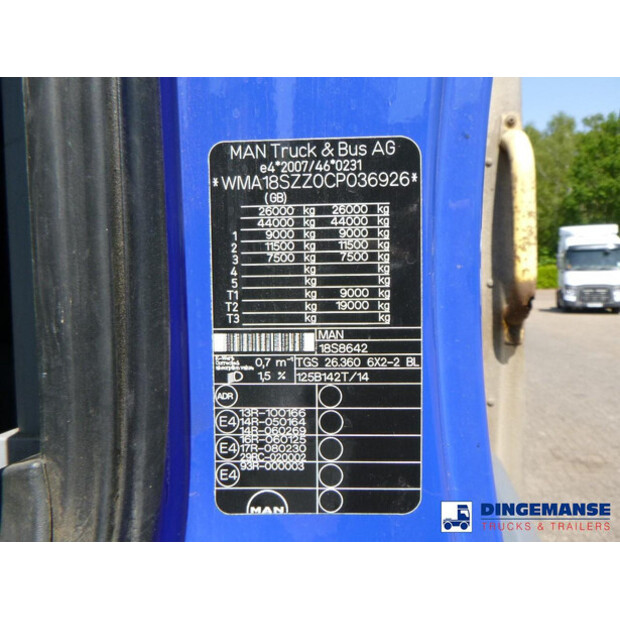 MAN Truck & Bus AG
e4*2007/46*0231
*WMA18SZZ0CP036926*
(GB)
26000 kg 26000 kg
44000 kg 44000 kg
1 9000 kg 9000 kg
2 11500 kg 11500 kg
3 7500 kg 7500 kg
4 kg kg
5 kg kg
T1 kg 9000 kg
T2 kg 19000 kg
T3 kg kg
MAN
18S8642
0,7 m⁻¹ TGS 26.360 6X2-2 BL
1,5 % 125B142T/14
ADR
13R-100166
E4 14R-050164
14R-060269
16R-060125
E4 17R-080230
29RC-020002
93R-000003
E4
MAN
DINGEMANSE
TRUCKS & TRAILERS